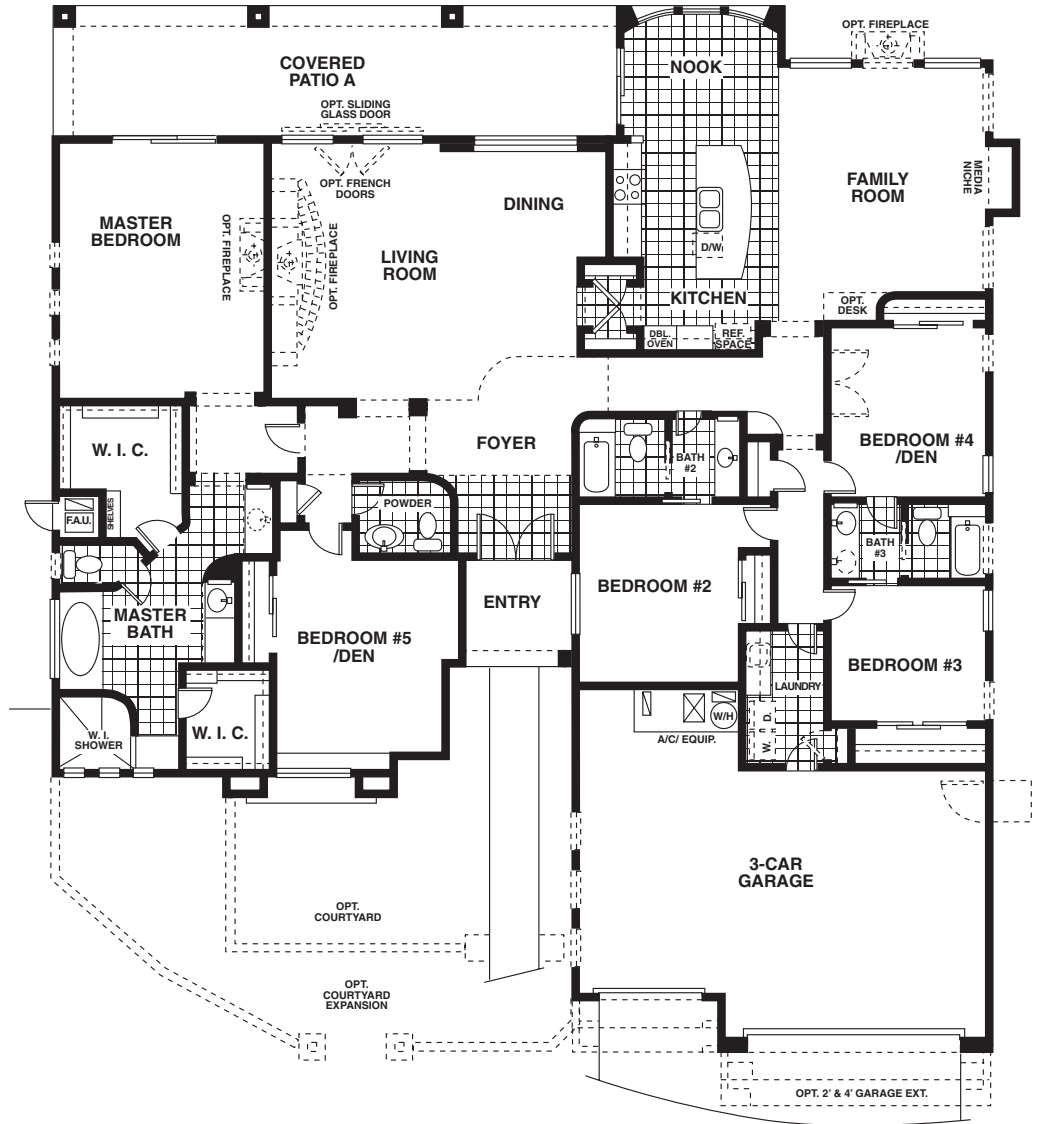 OPT. FIREPLACE
NOOK
COVERED
PATIO A
OPT. SLIDING
GLASS DOOR
OPT. FRENCH
DOORS
DINING
MASTER
BEDROOM
OPT. FIREPLACE
OPT. FIREPLACE
LIVING
ROOM
D/W
FAMILY
ROOM
MEDIA
NICHE
KITCHEN
OPT.
DESK
DBL.
OVEN
REF.
SPACE
W. I. C.
FOYER
BATH
#2
BEDROOM #4
/DEN
F.A.U.
SHELVES
POWDER
BATH
#3
MASTER
BATH
BEDROOM #5
/DEN
ENTRY
BEDROOM #2
BEDROOM #3
LAUNDRY
W. D.
W. I.
SHOWER
W. I. C.
W/H
A/C/ EQUIP.
3-CAR
GARAGE
OPT.
COURTYARD
OPT.
COURTYARD
EXPANSION
OPT. 2' & 4' GARAGE EXT.